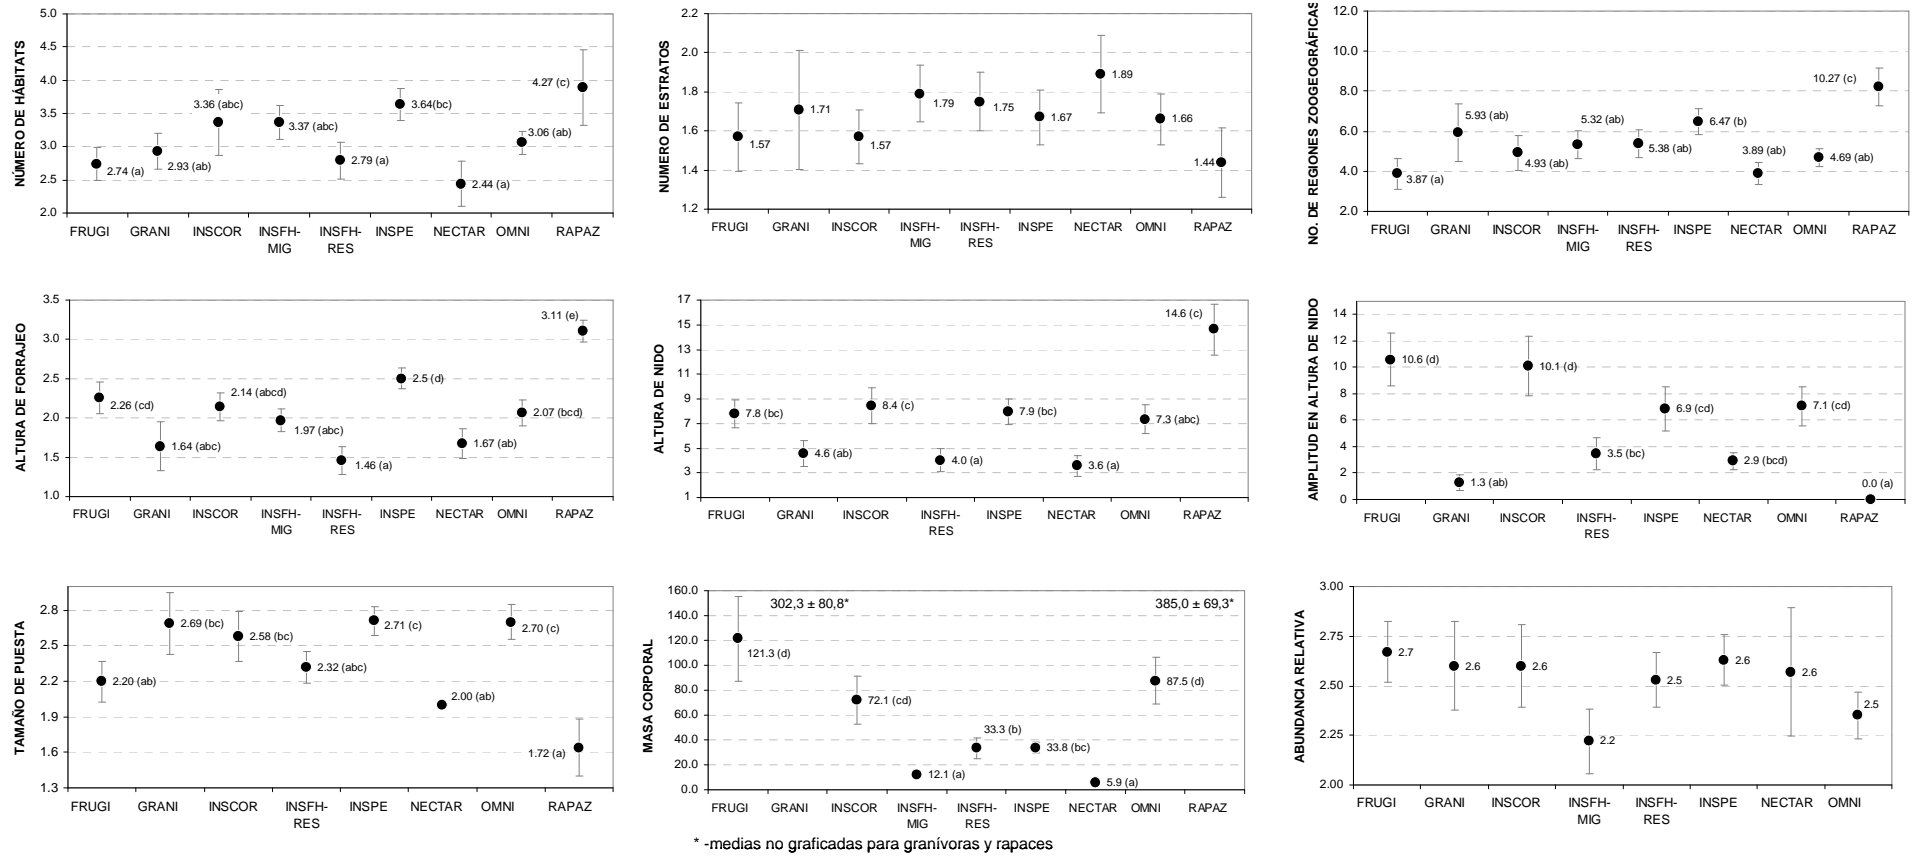 NÚMERO DE HÁBITATS
5.0
4.5
4.0
3.5
3.0
2.5
2.0
2.74 (a)
2.93 (ab)
3.36 (abc)
3.37 (abc)
2.79 (a)
3.64(bc)
2.44 (a)
3.06 (ab)
4.27 (c)
FRUGI GRANI INSCOR INSFH-MIG INSFH-RES INSPE NECTAR OMNI RAPAZ
NUMERO DE ESTRATOS
2.2
2.0
1.8
1.6
1.4
1.2
1.57
1.71
1.57
1.79
1.75
1.67
1.89
1.66
1.44
FRUGI GRANI INSCOR INSFH-MIG INSFH-RES INSPE NECTAR OMNI RAPAZ
NO. DE REGIONES ZOOGEOGRÁFICAS
12.0
10.0
8.0
6.0
4.0
2.0
3.87 (a)
5.93 (ab)
4.93 (ab)
5.32 (ab)
5.38 (ab)
6.47 (b)
3.89 (ab)
4.69 (ab)
10.27 (c)
FRUGI GRANI INSCOR INSFH-MIG INSFH-RES INSPE NECTAR OMNI RAPAZ
ALTURA DE FORRAJEO
3.5
3.0
2.5
2.0
1.5
1.0
2.26 (cd)
1.64 (abc)
2.14 (abcd)
1.97 (abc)
1.46 (a)
2.5 (d)
1.67 (ab)
2.07 (bcd)
3.11 (e)
FRUGI GRANI INSCOR INSFH-MIG INSFH-RES INSPE NECTAR OMNI RAPAZ
ALTURA DE NIDO
17
15
13
11
9
7
5
3
1
7.8 (bc)
4.6 (ab)
8.4 (c)
4.0 (a)
7.9 (bc)
3.6 (a)
7.3 (abc)
14.6 (c)
FRUGI GRANI INSCOR INSFH-RES INSPE NECTAR OMNI RAPAZ
AMPLITUD EN ALTURA DE NIDO
14
12
10
8
6
4
2
0
10.6 (d)
1.3 (ab)
10.1 (d)
3.5 (bc)
6.9 (cd)
2.9 (bcd)
7.1 (cd)
0.0 (a)
FRUGI GRANI INSCOR INSFH-RES INSPE NECTAR OMNI RAPAZ
TAMAÑO DE PUESTA
2.8
2.5
2.2
1.9
1.6
1.3
2.20 (ab)
2.69 (bc)
2.58 (bc)
2.32 (abc)
2.71 (c)
2.00 (ab)
2.70 (c)
1.72 (a)
FRUGI GRANI INSCOR INSFH-RES INSPE NECTAR OMNI RAPAZ
MASA CORPORAL
160.0
140.0
120.0
100.0
80.0
60.0
40.0
20.0
0.0
302,3 ± 80,8*
385,0 ± 69,3*
121.3 (d)
72.1 (cd)
12.1 (a)
33.3 (b)
33.8 (bc)
5.9 (a)
87.5 (d)
FRUGI GRANI INSCOR INSFH-MIG INSFH-RES INSPE NECTAR OMNI RAPAZ
* -medias no graficadas para granívoras y rapaces
ABUNDANCIA RELATIVA
3.00
2.75
2.50
2.25
2.00
2.7
2.6
2.6
2.2
2.5
2.6
2.6
2.5
FRUGI GRANI INSCOR INSFH-MIG INSFH-RES INSPE NECTAR OMNI